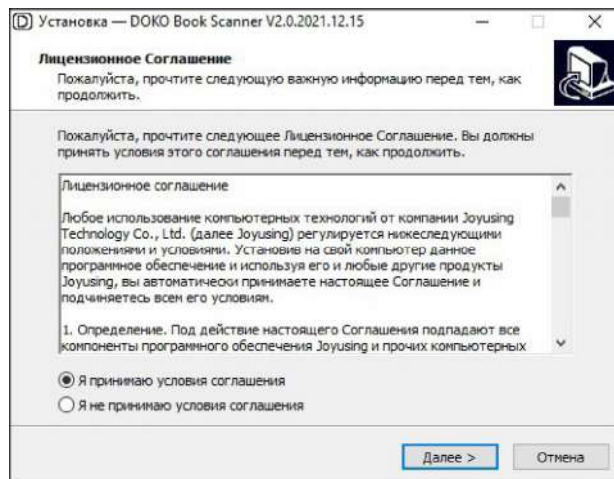 Установка — DOKO Book Scanner V2.0.2021.12.15
Лицензионное Соглашение
Пожалуйста, прочтите следующую важную информацию перед тем, как
продолжить.
Пожалуйста, прочтите следующее Лицензионное Соглашение. Вы должны
принять условия этого соглашения перед тем, как продолжить.
Лицензионное соглашение
Любое использование компьютерных технологий от компании Joyusing
Technology Co., Ltd. (далее Joyusing) регулируется нижеследующими
положениями и условиями. Установив на свой компьютер данное
программное обеспечение и используя его и любые другие продукты
Joyusing, вы автоматически принимаете настоящее Соглашение и
подчиняетесь всем его условиям.
1. Определение. Под действие настоящего Соглашения подпадают все
компоненты программного обеспечения Joyusing и прочих компьютерных
Я принимаю условия соглашения
Я не принимаю условия соглашения
Далее >
Отмена